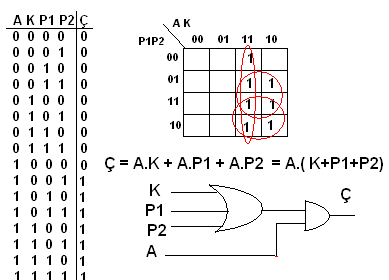 A K P1 P2 Ç
0 0 0 0 0
0 0 0 1 0
0 0 1 0 0
0 0 1 1 0
0 1 0 0 0
0 1 0 1 0
0 1 1 0 0
0 1 1 1 0
1 0 0 0 0
1 0 0 1 1
1 0 1 0 1
1 0 1 1 1
1 1 0 0 1
1 1 0 1 1
1 1 1 0 1
1 1 1 1 1
A K
P1P2 00 01 11 10
00 1
01 1 1
11 1 1
10 1 1
Ç = A.K + A.P1 + A.P2 = A.( K+P1+P2)
K
P1
P2
A
Ç